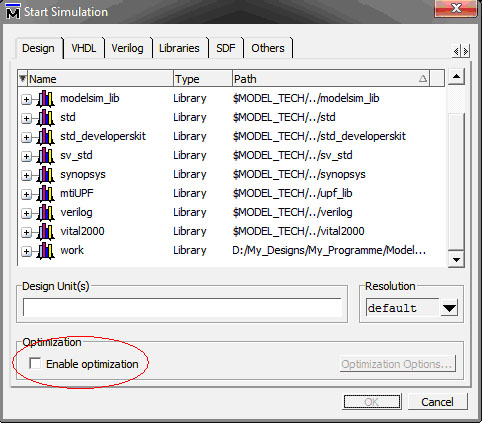 Start Simulation
Design VHDL Verilog Libraries SDF Others
Name Type Path
modelsim_lib Library $MODEL_TECH/../modelsim_lib
std Library $MODEL_TECH/../std
std_developerskit Library $MODEL_TECH/../std_developerskit
sv_std Library $MODEL_TECH/../sv_std
synopsys Library $MODEL_TECH/../synopsys
mtiUPF Library $MODEL_TECH/../upf_lib
verilog Library $MODEL_TECH/../verilog
vital2000 Library $MODEL_TECH/../vital2000
work Library D:/My_Designs/My_Programme/Model...
Design Unit(s) Resolution
default
Optimization
Enable optimization Optimization Options...
OK Cancel